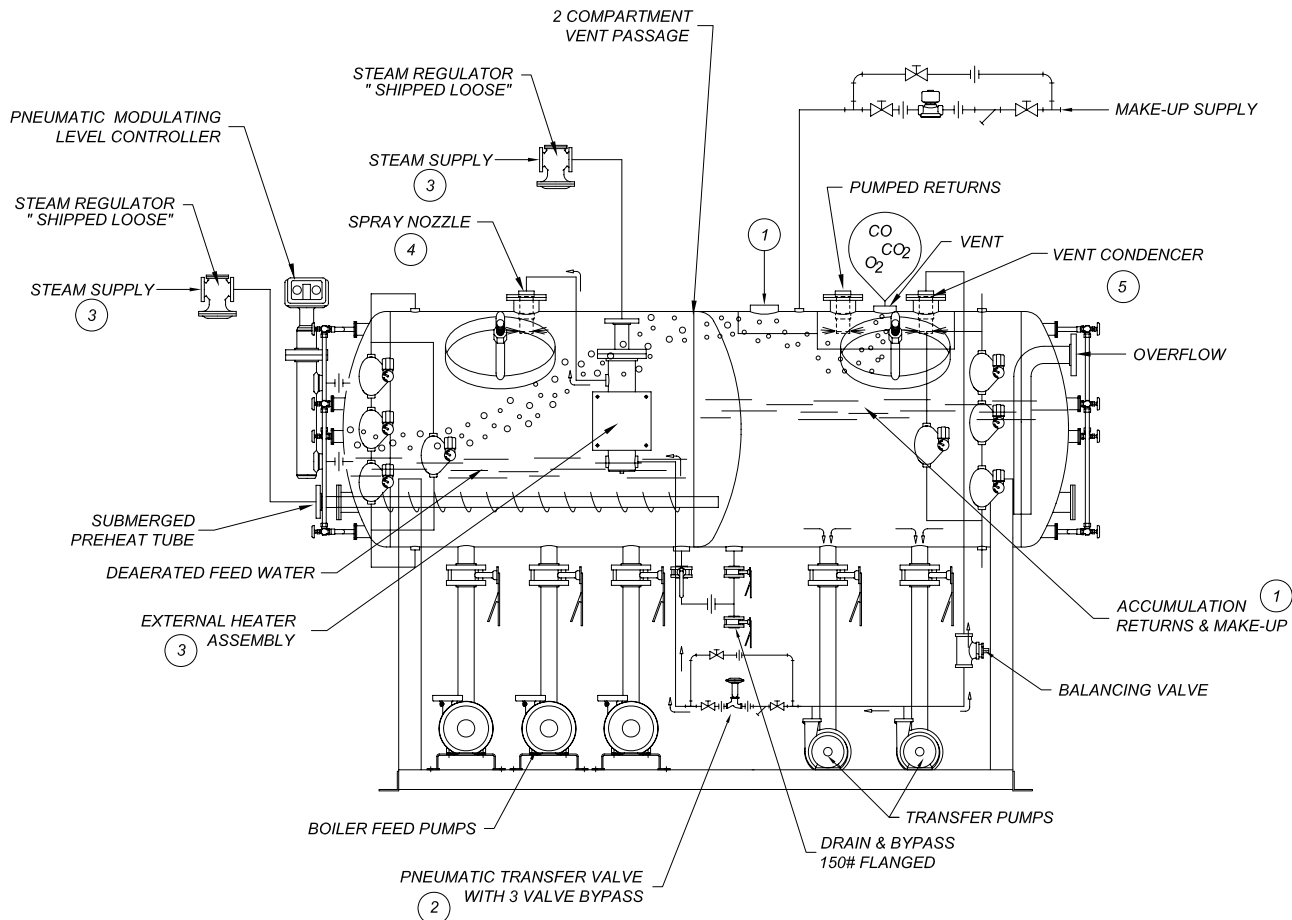 2 COMPARTMENT
VENT PASSAGE
STEAM REGULATOR
" SHIPPED LOOSE"
PNEUMATIC MODULATING
LEVEL CONTROLLER
MAKE-UP SUPPLY
STEAM SUPPLY
3
PUMPED RETURNS
STEAM REGULATOR
" SHIPPED LOOSE"
SPRAY NOZZLE
4
1
CO
CO2
O2
VENT
VENT CONDENCER
5
STEAM SUPPLY
3
OVERFLOW
SUBMERGED
PREHEAT TUBE
DEAERATED FEED WATER
EXTERNAL HEATER
ASSEMBLY
3
ACCUMULATION
RETURNS & MAKE-UP
1
BALANCING VALVE
BOILER FEED PUMPS
TRANSFER PUMPS
DRAIN & BYPASS
150# FLANGED
PNEUMATIC TRANSFER VALVE
WITH 3 VALVE BYPASS
2